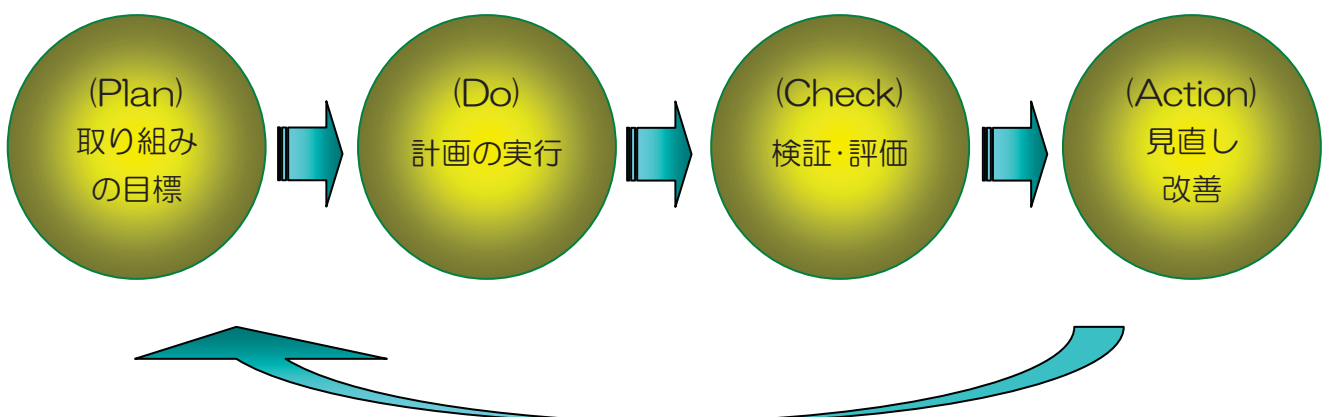 (Plan)
取り組み
の目標
(Do)
計画の実行
(Check)
検証・評価
(Action)
見直し
改善